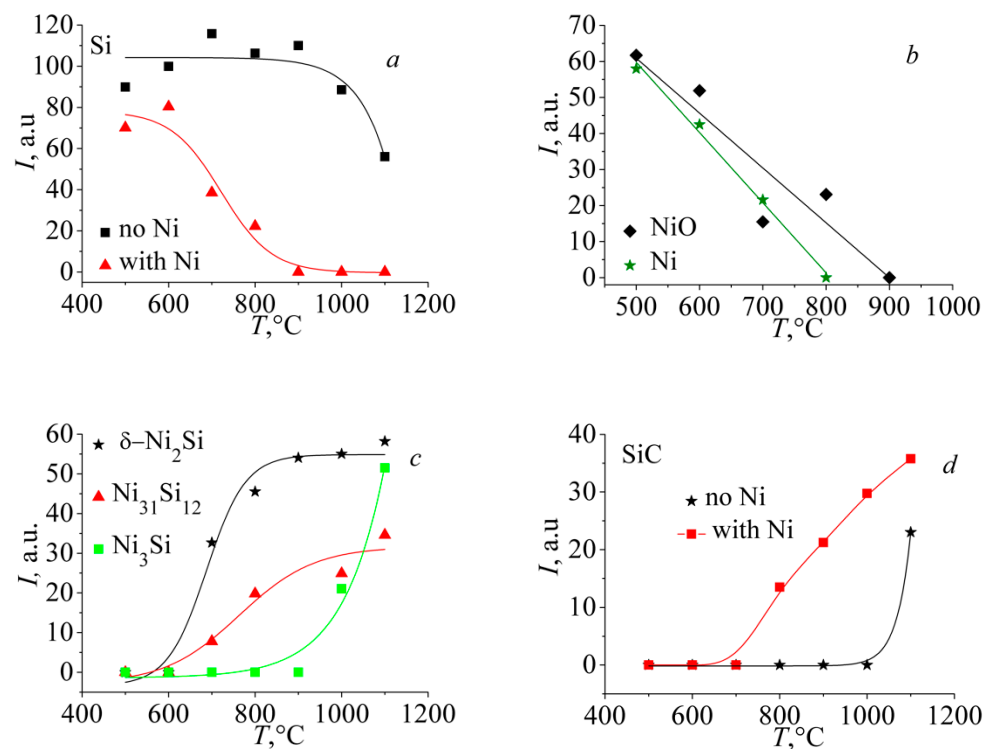 Si
a
I, a.u
120
100
80
60
40
20
0
no Ni
with Ni
400 600 800 1000 1200
T,°C
b
I, a.u.
70
60
50
40
30
20
10
0
NiO
Ni
500 600 700 800 900 1000
T,°C
c
I, a.u.
60
50
40
30
20
10
0
δ–Ni₂Si
Ni₃₁Si₁₂
Ni₃Si
400 600 800 1000 1200
T,°C
SiC
d
I, a.u.
40
30
20
10
0
no Ni
with Ni
400 600 800 1000 1200
T,°C